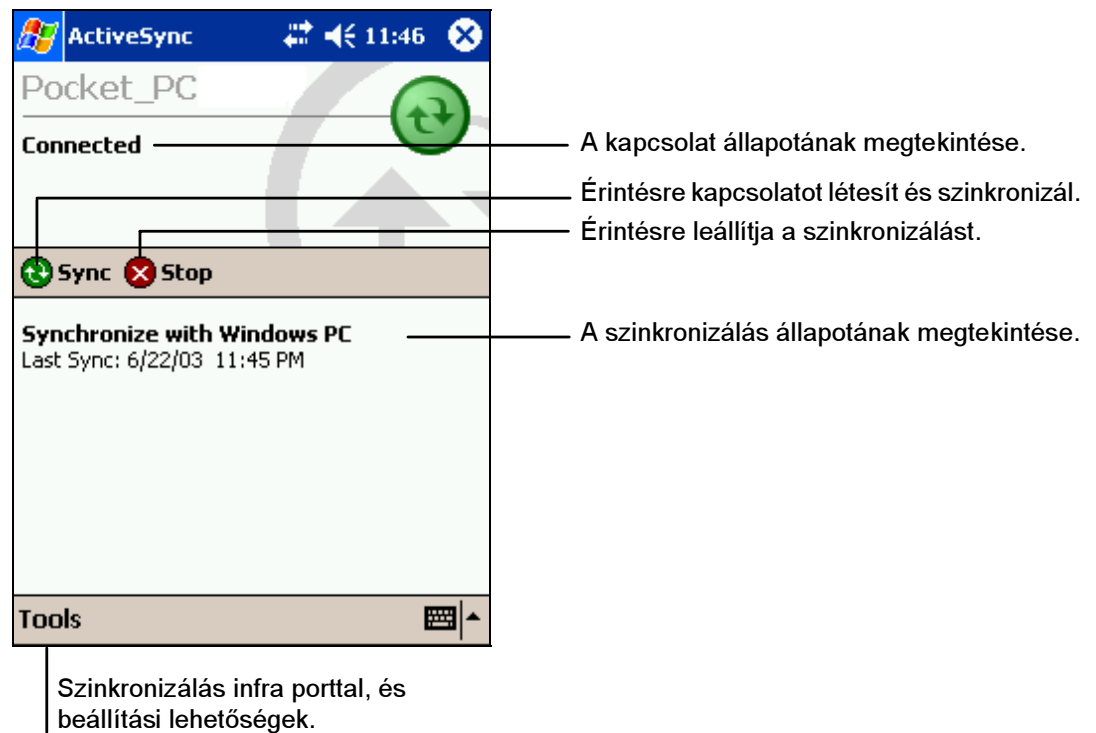 ActiveSync 11:46
Pocket_PC
Connected
A kapcsolat állapotának megtekintése.
Érintésre kapcsolatot létesít és szinkronizál.
Érintésre leállítja a szinkronizálást.
Sync Stop
Synchronize with Windows PC
A szinkronizálás állapotának megtekintése.
Last Sync: 6/22/03 11:45 PM
Tools
Szinkronizálás infra porttal, és
beállítási lehetőségek.